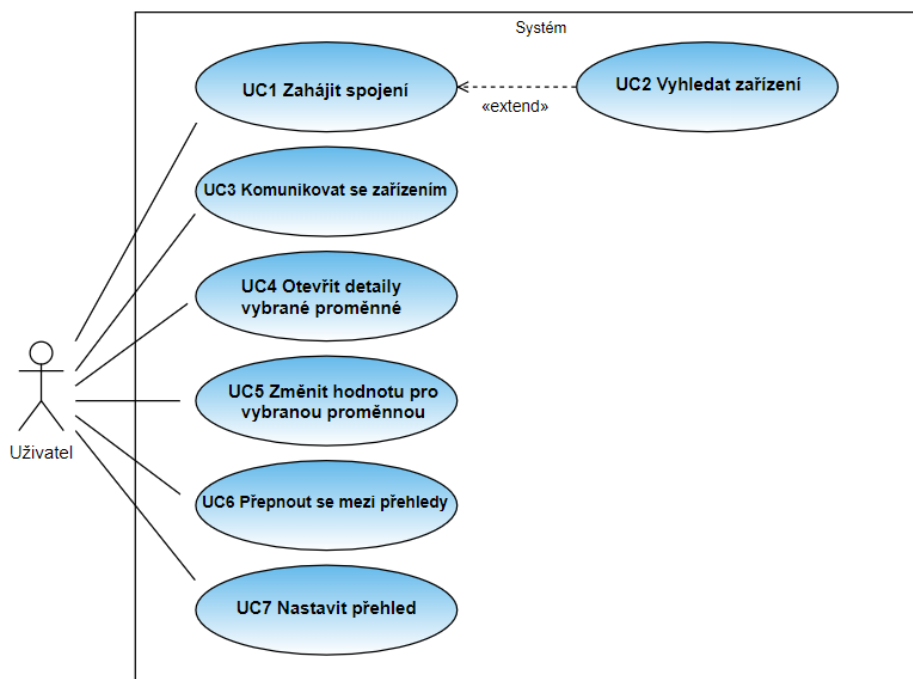 Systém
UC1 Zahájit spojení
«extend»
UC2 Vyhledat zařízení
UC3 Komunikovat se zařízením
UC4 Otevřit detaily
vybrané proměnné
UC5 Změnit hodnotu pro
vybranou proměnnou
Uživatel
UC6 Přepnout se mezi přehledy
UC7 Nastavit přehled